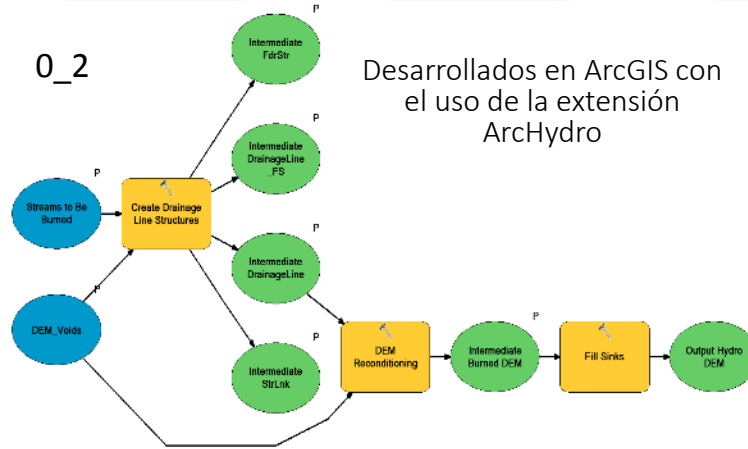 0_2
Desarrollados en ArcGIS con
el uso de la extensión
ArcHydro
P
Intermediate
FdrStr
P
Intermediate
DrainageLine
_FS
P
Streams to Be
Burned
Create Drainage
Line Structures
P
Intermediate
DrainageLine
P
DEM_Voids
P
Intermediate
StrLnk
DEM
Reconditioning
P
Intermediate
Burned DEM
Fill Sinks
Output Hydro
DEM